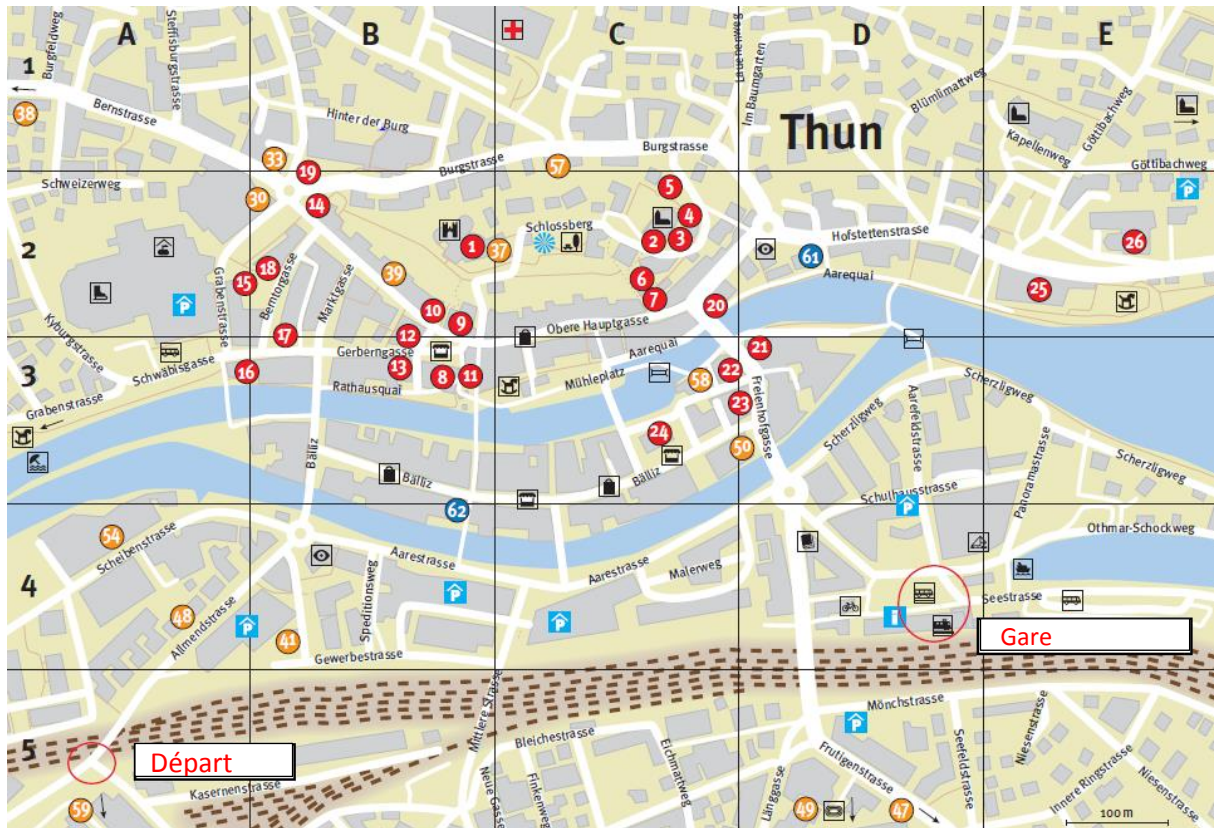 A
B
C
D
E
1
2
3
4
5
Thun
Burgfeldweg
Steffisburgstrasse
Bernstrasse
Hinter der Burg
Burgstrasse
Burgstrasse
Lauenenweg
Im Baumgarten
Blümlimattweg
Kapellenweg
Göttibachweg
Göttibachweg
38
33
19
57
Schweizerweg
30
14
5
4
3
2
1
37
Schlossberg
Hofstettenstrasse
61
26
P
Aarequai
15
18
39
6
7
20
25
P
Grabenstrasse
Berntorgasse
Marktgasse
10
9
Obere Hauptgasse
Kyburgstrasse
17
12
Gerberngasse
Aarequai
21
Schwäbisgasse
16
13
8
11
Mühleplatz
58
22
Rathausquai
23
Freienhofgasse
Scherzligweg
Grabenstrasse
24
50
Scherzligweg
Aarefeldstrasse
Panoramastrasse
Scherzligweg
Bälliz
Bälliz
Bälliz
Schulhausstrasse
P
62
Othmar-Schockweg
54
Scheibenstrasse
Aarestrasse
Aarestrasse
Malerweg
Seestrasse
48
Allmendstrasse
P
41
Speditionsweg
P
P
i
Gare
Gewerbestrasse
Mittlere Strasse
Mönchstrasse
P
Départ
Bleichestrasse
Eichmattweg
Frutigenstrasse
Seefeldstrasse
Niesenstrasse
Niesenstrasse
Innere Ringstrasse
Kasernenstrasse
59
Neue Gasse
Finkenweg
Länggasse
49
47
100 m